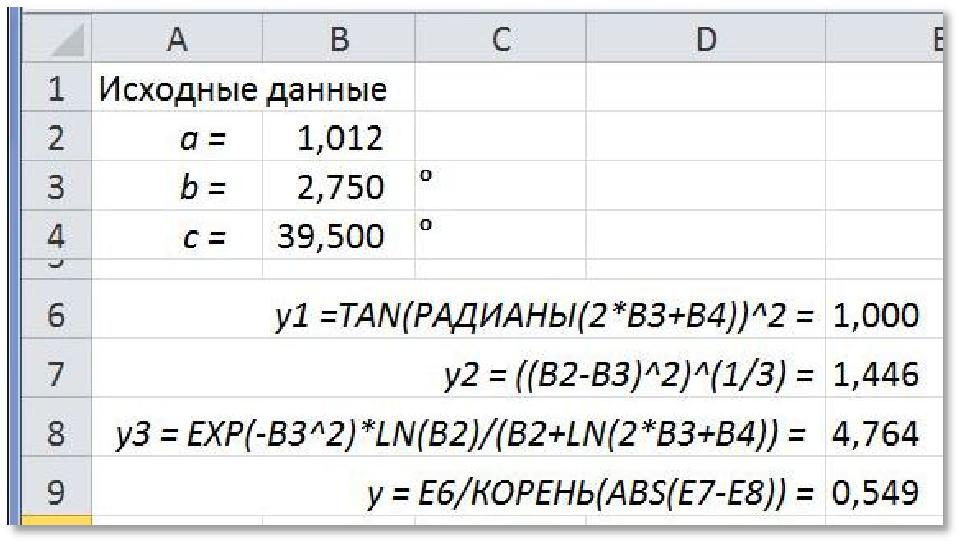 A B C D E
1 Исходные данные
2 a = 1,012
3 b = 2,750 °
4 c = 39,500 °
5
6 y1 =TAN(РАДИАНЫ(2*B3+B4))^2 = 1,000
7 y2 = ((B2-B3)^2)^(1/3) = 1,446
8 y3 = EXP(-B3^2)*LN(B2)/(B2+LN(2*B3+B4)) = 4,764
9 y = E6/КОРЕНЬ(ABS(E7-E8)) = 0,549